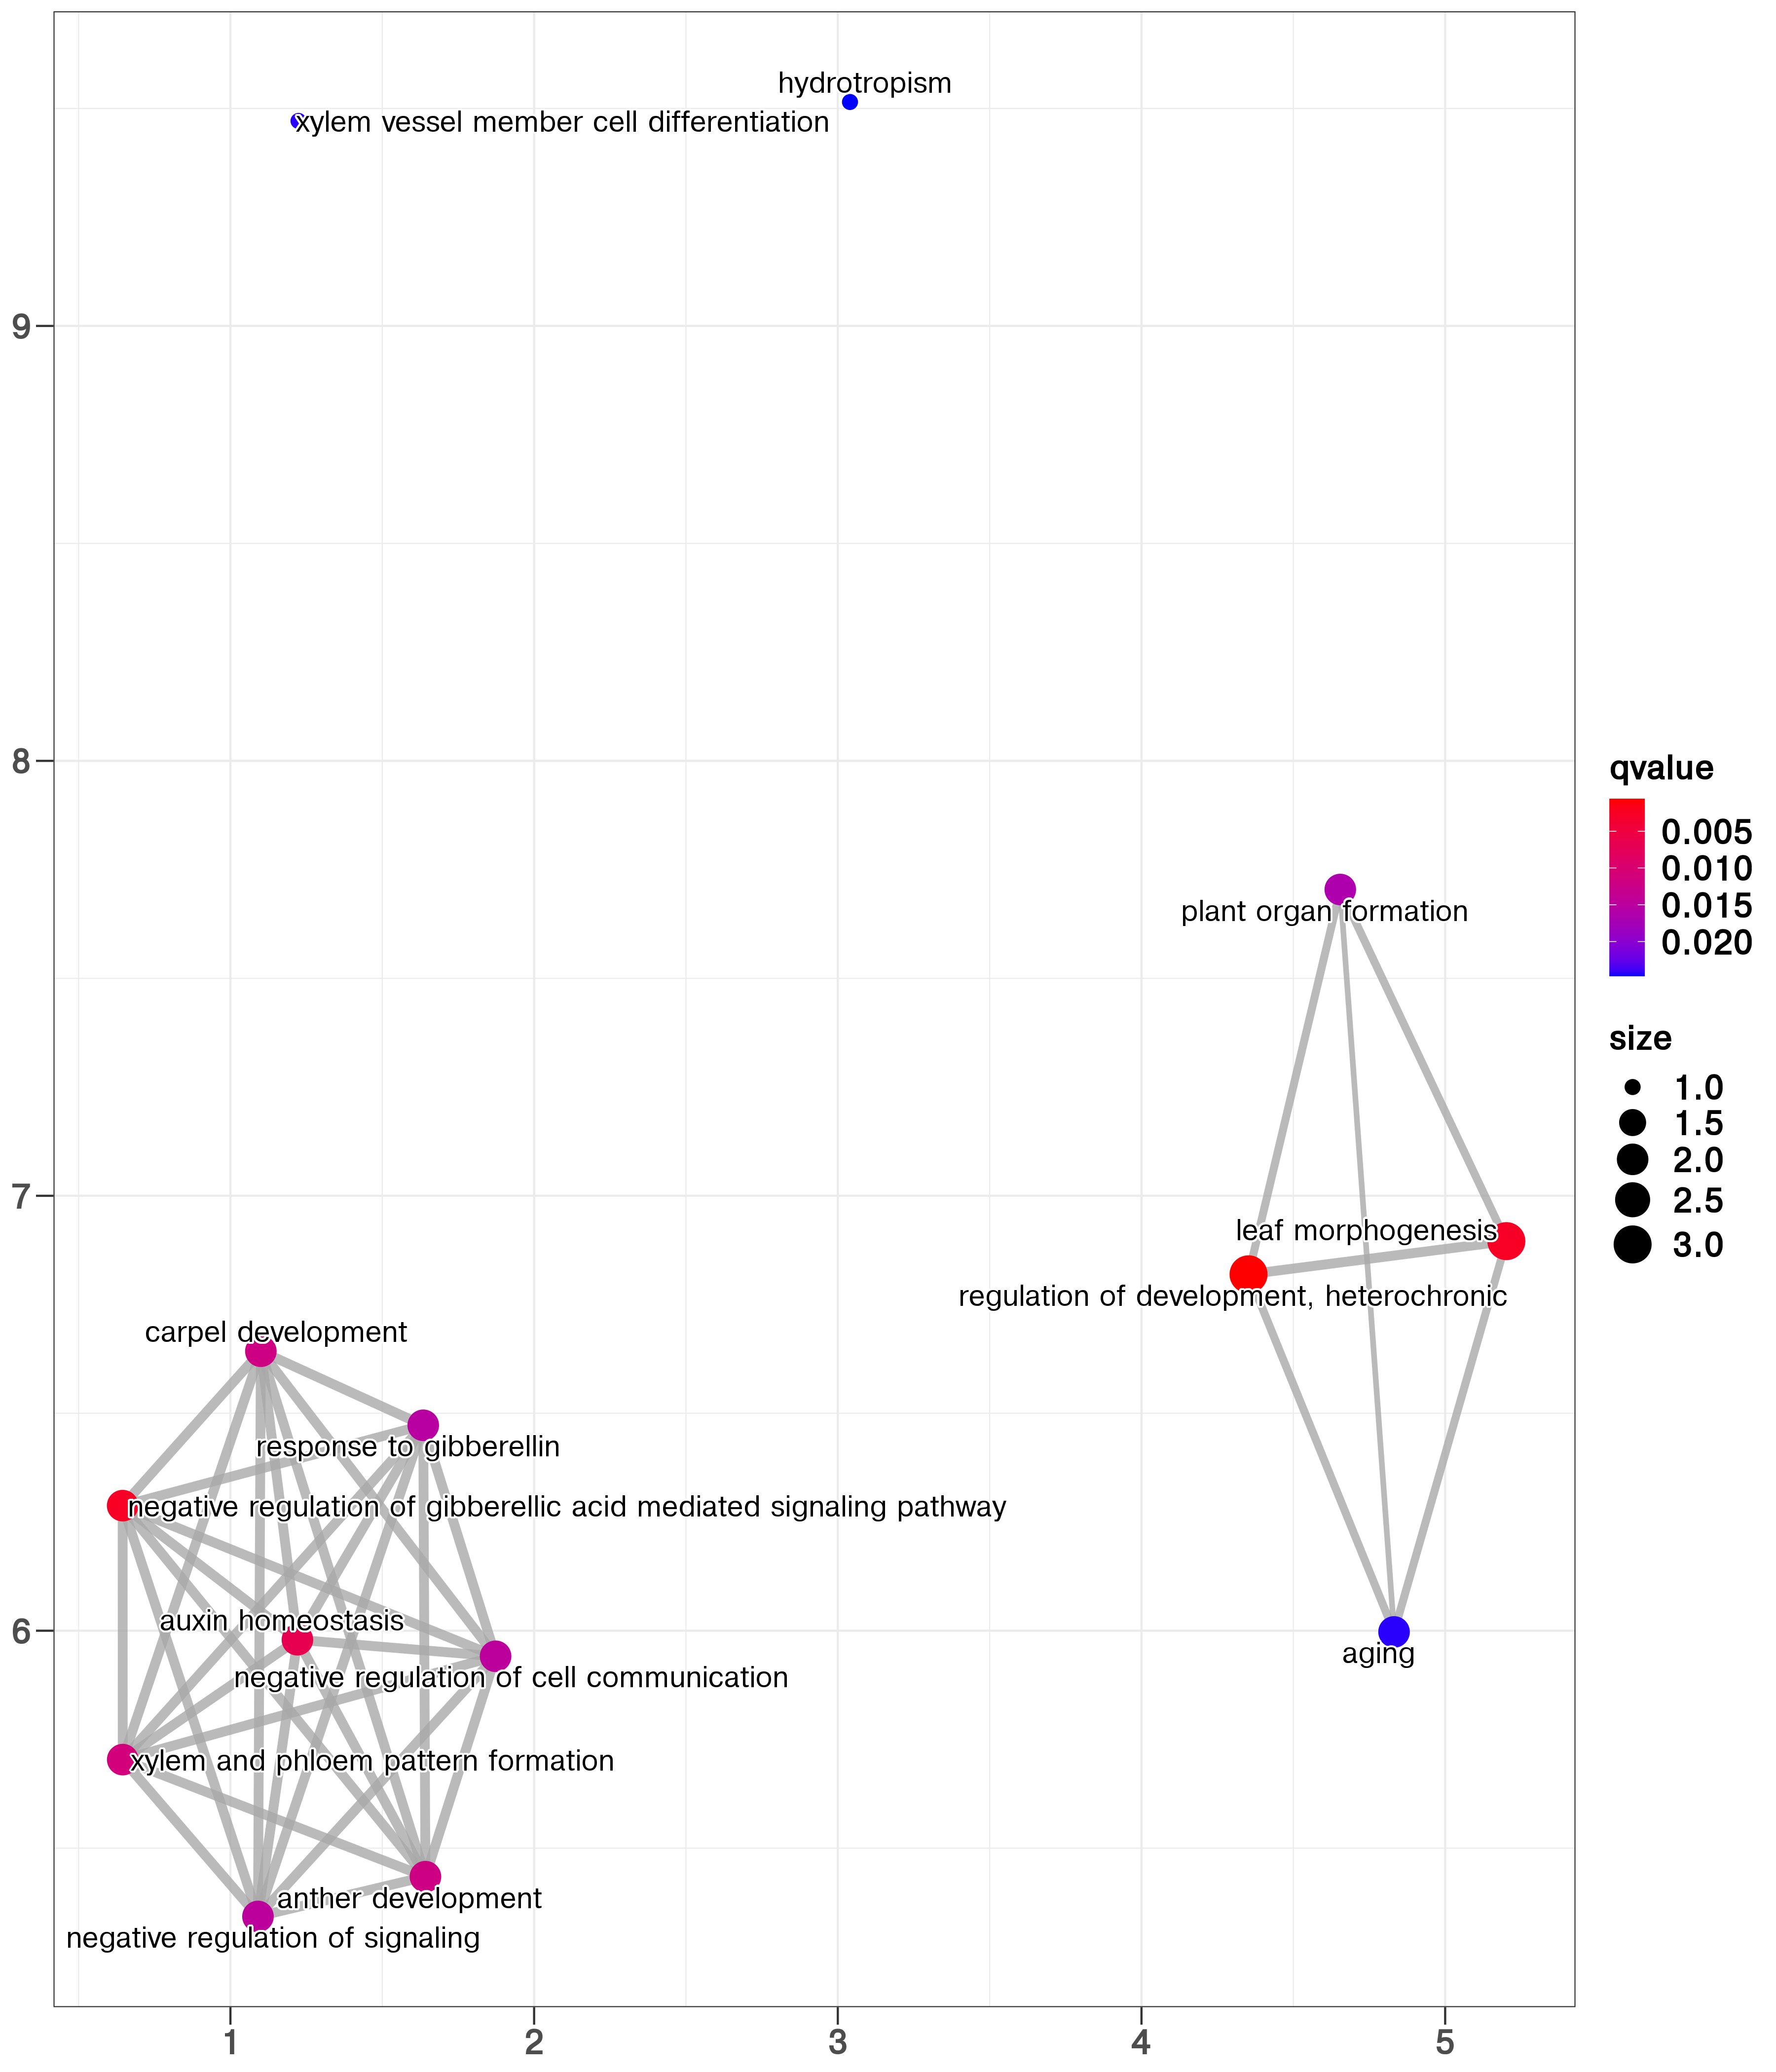 hydrotropism
xylem vessel member cell differentiation
9
8
7
6
plant organ formation
leaf morphogenesis
regulation of development, heterochronic
aging
carpel development
response to gibberellin
negative regulation of gibberellic acid mediated signaling pathway
auxin homeostasis
negative regulation of cell communication
xylem and phloem pattern formation
anther development
negative regulation of signaling
1
2
3
4
5
qvalue
0.005
0.010
0.015
0.020
size
1.0
1.5
2.0
2.5
3.0